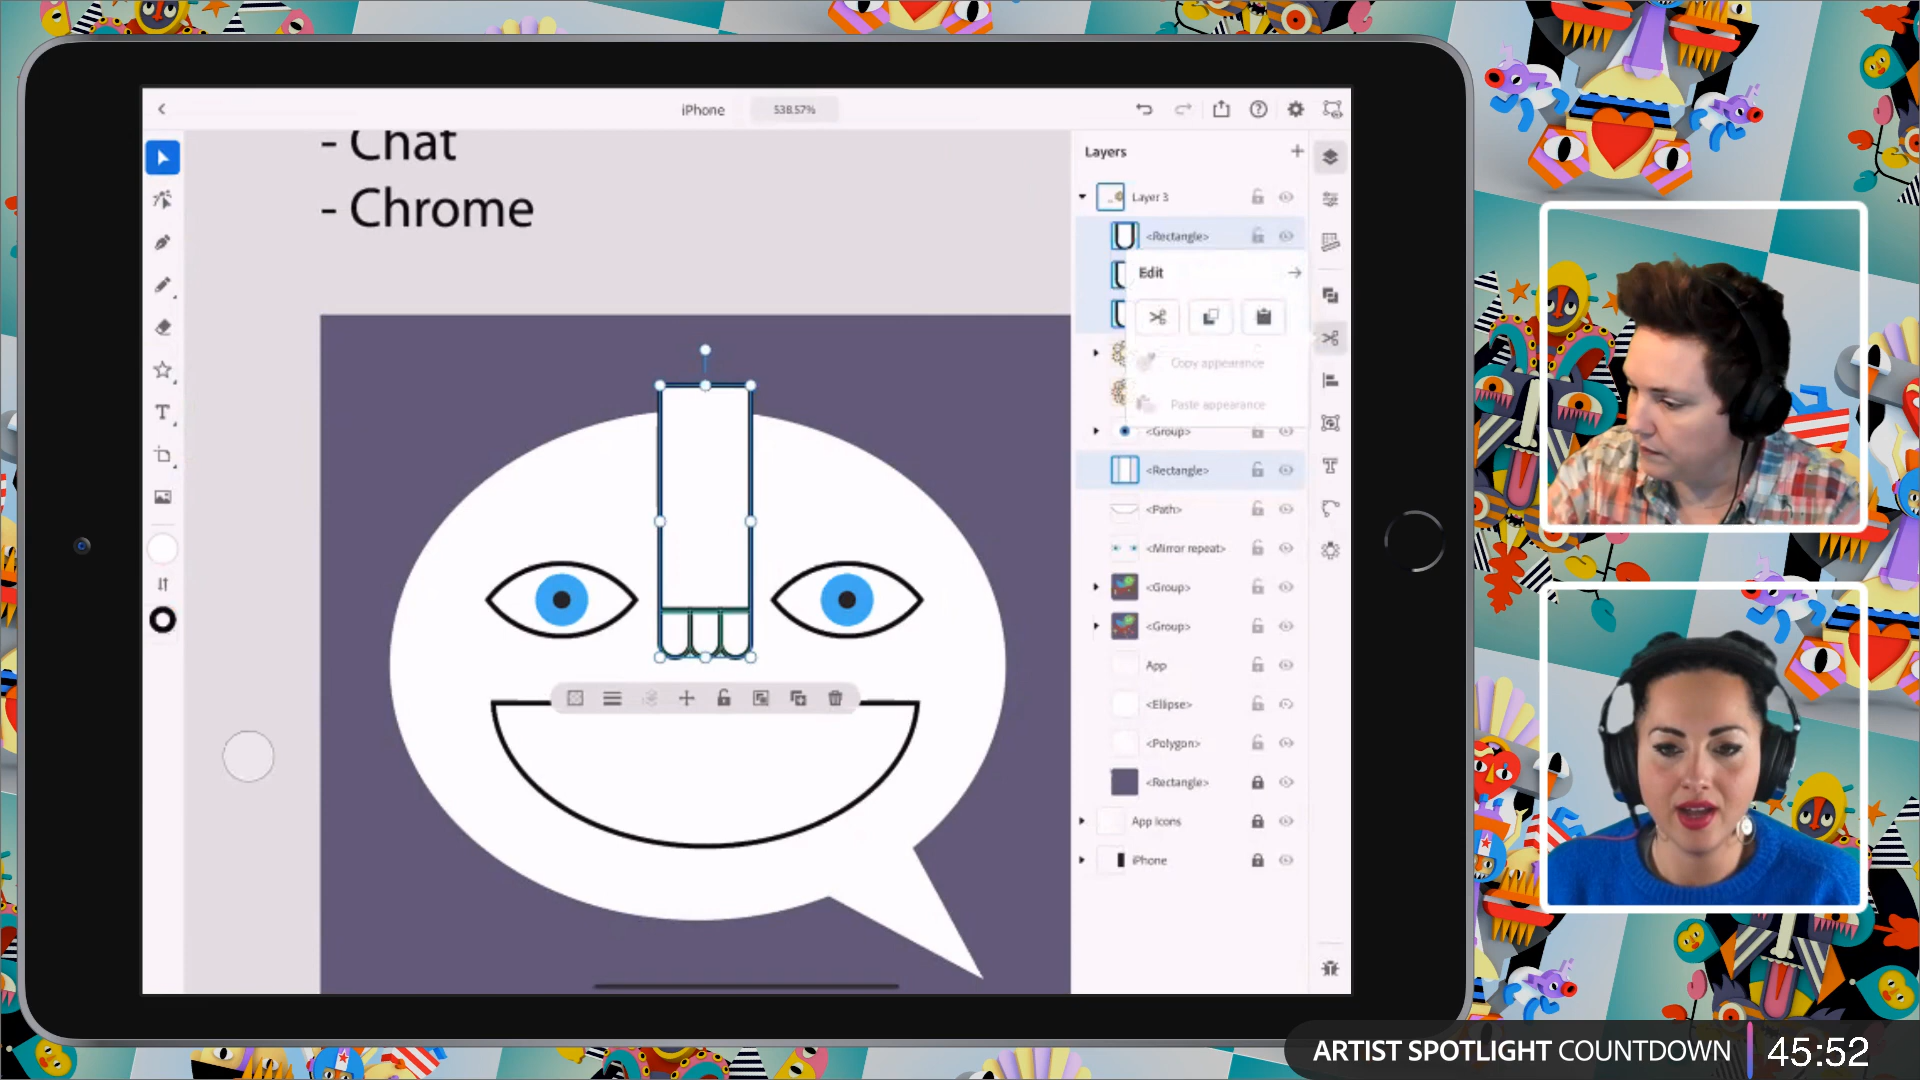 iPhone
538.57%
- Chat
- Chrome
Layers
Layer 3
<Rectangle>
Edit
Copy appearance
Paste appearance
<Group>
<Rectangle>
<Path>
<Mirror repeat>
<Group>
<Group>
App
<Ellipse>
<Polygon>
<Rectangle>
App Icons
iPhone
ARTIST SPOTLIGHT COUNTDOWN 45:52